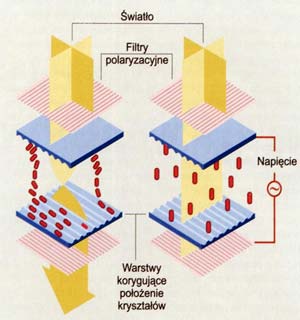 Światło
Filtry
polaryzacyjne
Napięcie
Warstwy
korygujące
położenie
kryształów